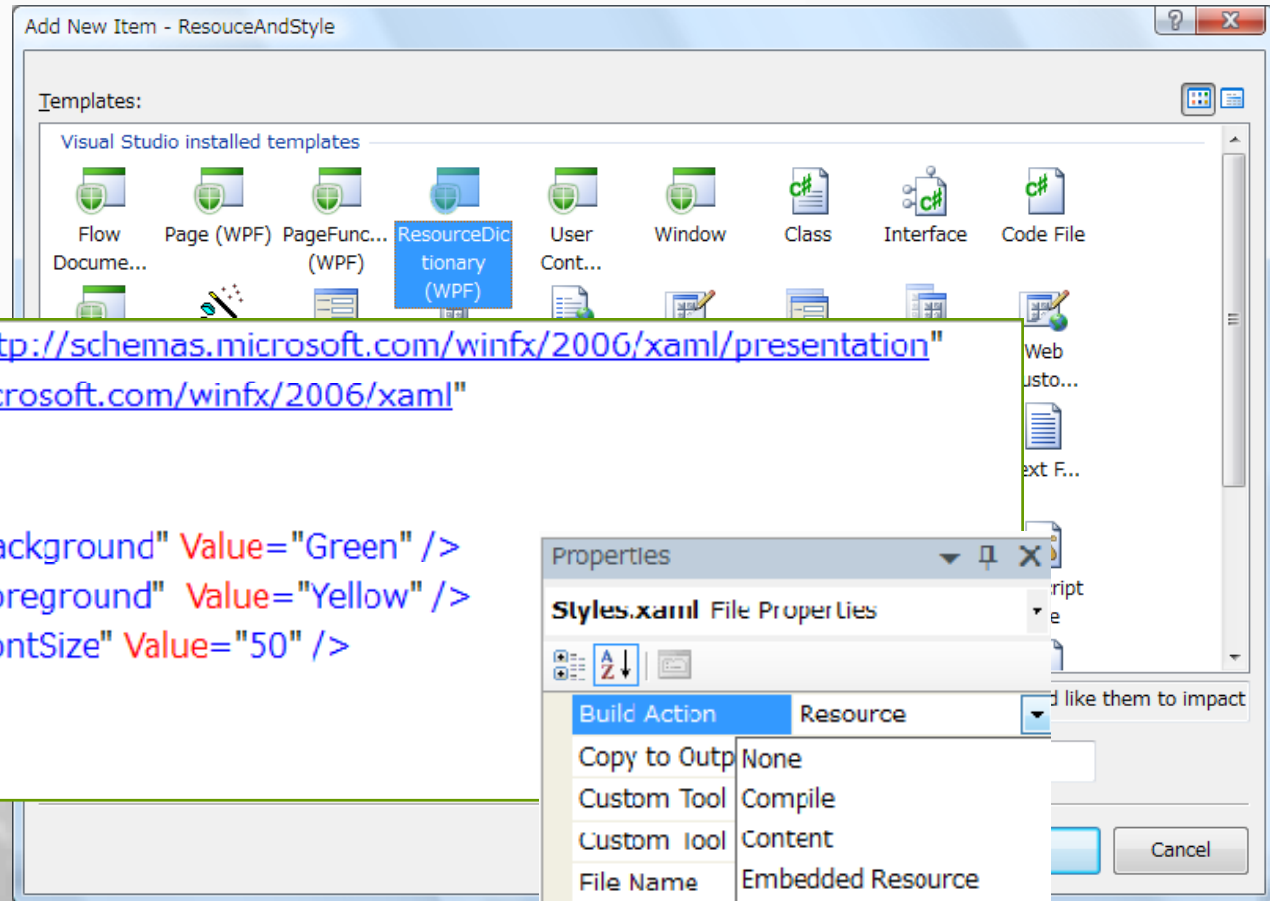 Add New Item - ResouceAndStyle
Templates:
Visual Studio installed templates
Flow Docume...
Page (WPF)
PageFunc... (WPF)
ResourceDic tionary (WPF)
User Cont...
Window
Class
Interface
Code File
tp://schemas.microsoft.com/winfx/2006/xaml/presentation"
crosoft.com/winfx/2006/xaml"
ackground" Value="Green" />
oreground" Value="Yellow" />
ontSize" Value="50" />
Web
usto...
ext F...
ript
e
d like them to impact
Properties
Styles.xaml File Properties
Build Action Resource
Copy to Outp None
Custom Tool Compile
Custom Tool Content
File Name Embedded Resource
Cancel